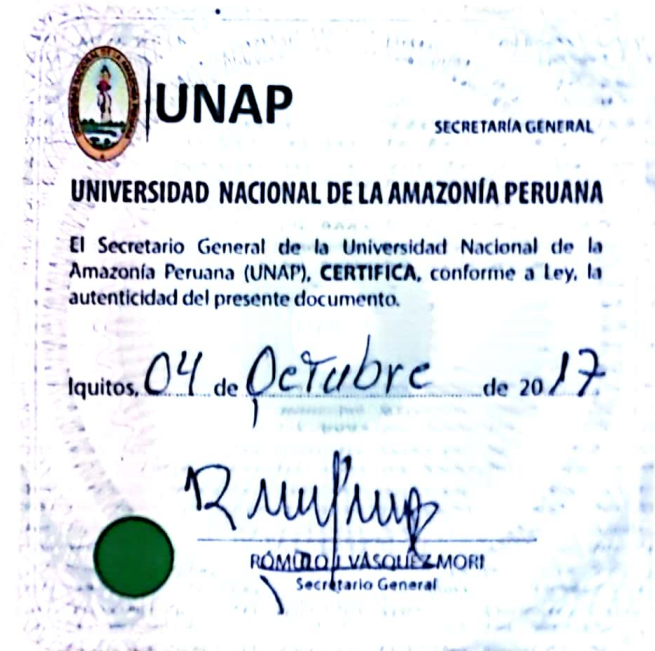 UNAP
SECRETARÍA GENERAL
UNIVERSIDAD NACIONAL DE LA AMAZONÍA PERUANA
El Secretario General de la Universidad Nacional de la
Amazonía Peruana (UNAP), CERTIFICA, conforme a Ley, la
autenticidad del presente documento.
Iquitos, 04 de Octubre de 2017
RÓMULO J. VÁSQUEZ MORI
Secretario General